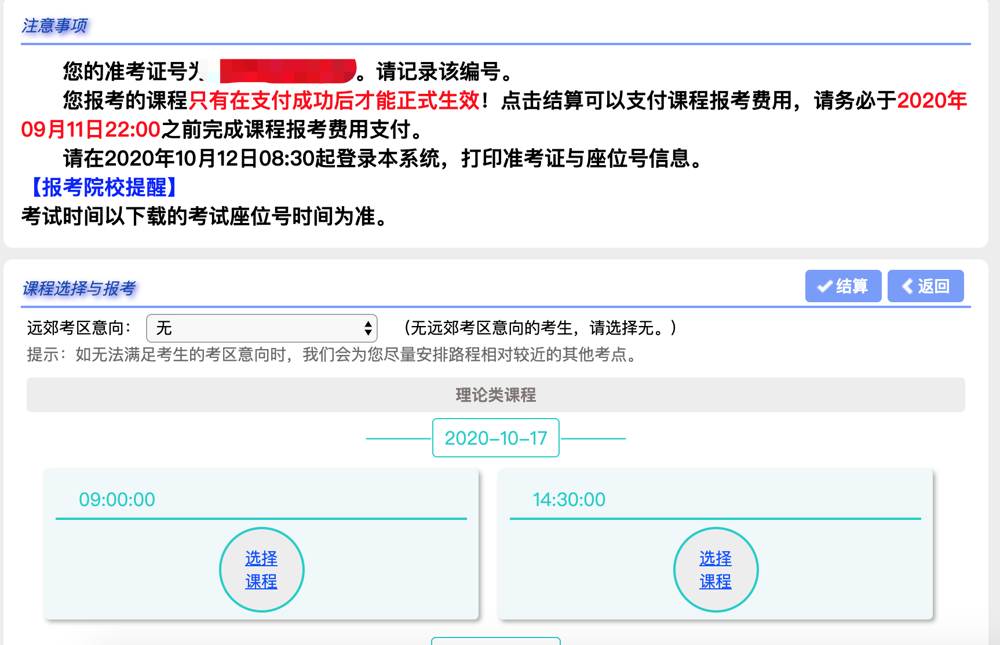 注意事项
您的准考证号为。请记录该编号。
您报考的课程只有在支付成功后才能正式生效！点击结算可以支付课程报考费用，请务必于2020年
09月11日22:00之前完成课程报考费用支付。
请在2020年10月12日08:30起登录本系统，打印准考证与座位号信息。
【报考院校提醒】
考试时间以下载的考试座位号时间为准。
课程选择与报考
结算
返回
远郊考区意向：
无
（无远郊考区意向的考生，请选择无。）
提示：如无法满足考生的考区意向时，我们会为您尽量安排路程相对较近的其他考点。
理论类课程
2020-10-17
09:00:00
14:30:00
选择
课程
选择
课程